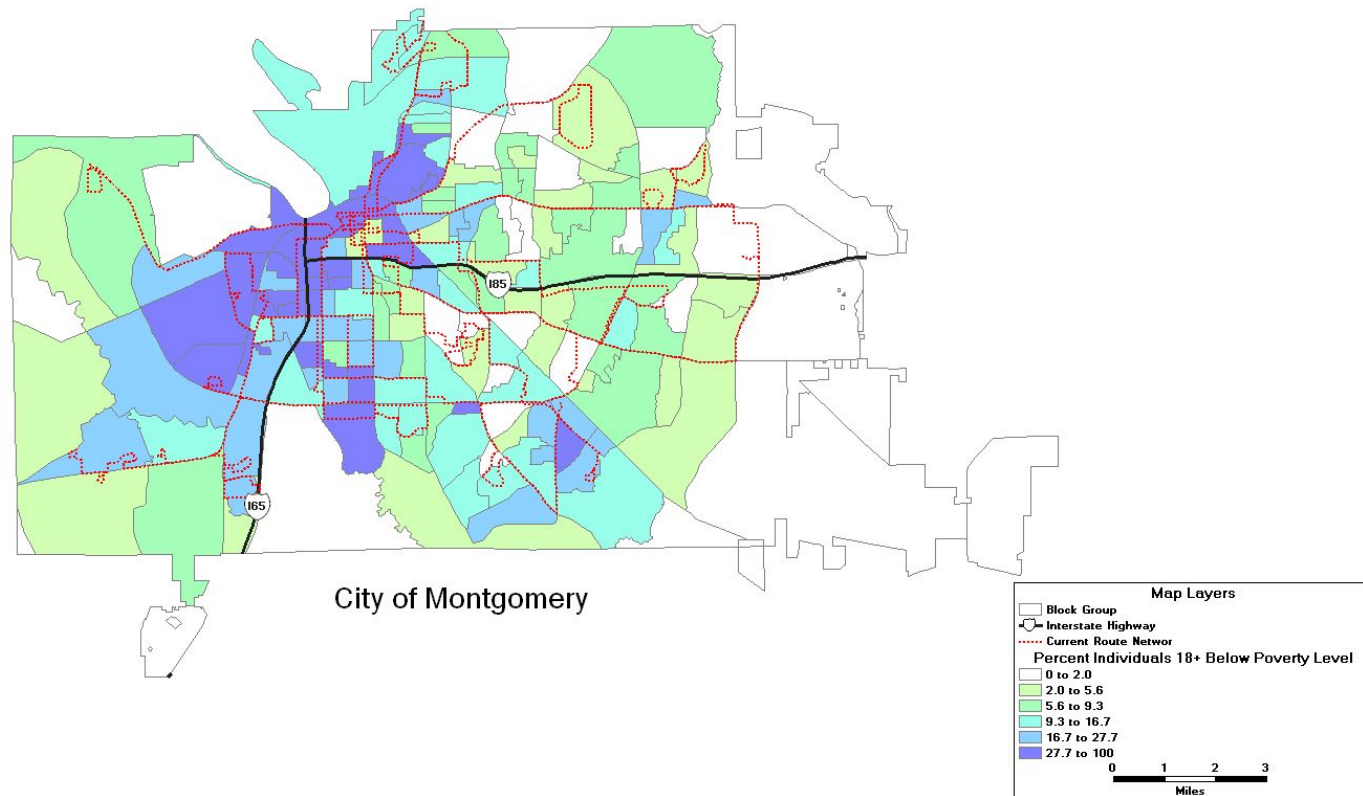 I85
I65
City of Montgomery
Map Layers
Block Group
Interstate Highway
Current Route Networ
Percent Individuals 18+ Below Poverty Level
0 to 2.0
2.0 to 5.6
5.6 to 9.3
9.3 to 16.7
16.7 to 27.7
27.7 to 100
0 1 2 3
Miles